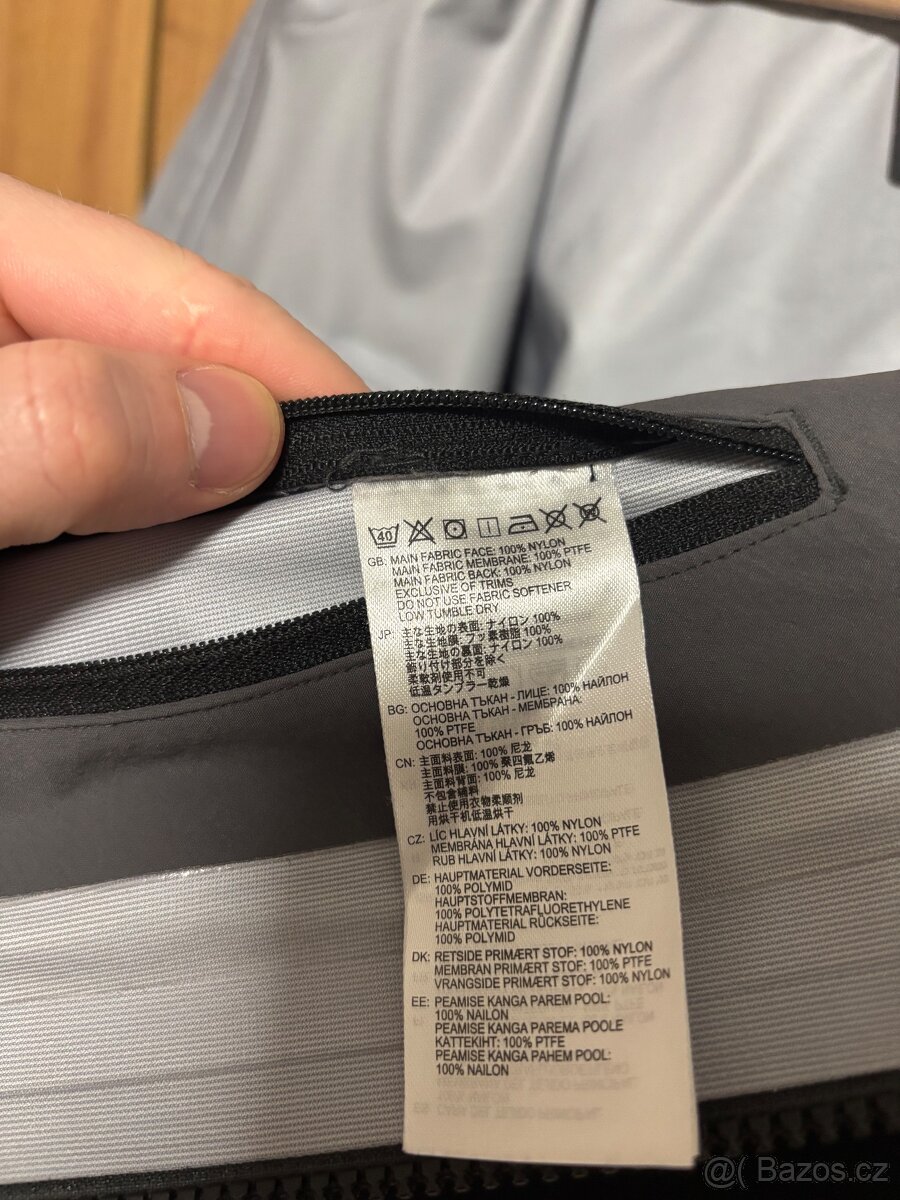 40
GB: MAIN FABRIC FACE: 100% NYLON
MAIN FABRIC MEMBRANE: 100% PTFE
MAIN FABRIC BACK: 100% NYLON
EXCLUSIVE OF TRIMS
DO NOT USE FABRIC SOFTENER
LOW TUMBLE DRY
JP: 主な生地の表面: ナイロン 100%
主な生地膜: フッ素樹脂 100%
主な生地の裏面: ナイロン 100%
飾り付け部分を除く
柔軟剤使用不可
低温タンブラー乾燥
BG: ОСНОВНА ТЪКАН - ЛИЦЕ: 100% НАЙЛОН
ОСНОВНА ТЪКАН - МЕМБРАНА:
100% PTFE
ОСНОВНА ТЪКАН - ГРЪБ: 100% НАЙЛОН
CN: 主面料表面: 100% 尼龙
主面料膜: 100% 聚四氟乙烯
主面料背面: 100% 尼龙
不包含辅料
禁止使用衣物柔顺剂
用烘干机低温烘干
CZ: LÍC HLAVNÍ LÁTKY: 100% NYLON
MEMBRÁNA HLAVNÍ LÁTKY: 100% PTFE
RUB HLAVNÍ LÁTKY: 100% NYLON
DE: HAUPTMATERIAL VORDERSEITE:
100% POLYMID
HAUPTSTOFFMEMBRAN:
100% POLYTETRAFLUORETHYLENE
HAUPTMATERIAL RÜCKSEITE:
100% POLYMID
DK: RETSIDE PRIMÆRT STOF: 100% NYLON
MEMBRAN PRIMÆRT STOF: 100% PTFE
VRANGSIDE PRIMÆRT STOF: 100% NYLON
EE: PEAMISE KANGA PAREM POOL:
100% NAILON
PEAMISE KANGA PAREMA POOLE
KATTEKIHT: 100% PTFE
PEAMISE KANGA PAHEM POOL:
100% NAILON
@( Bazos.cz